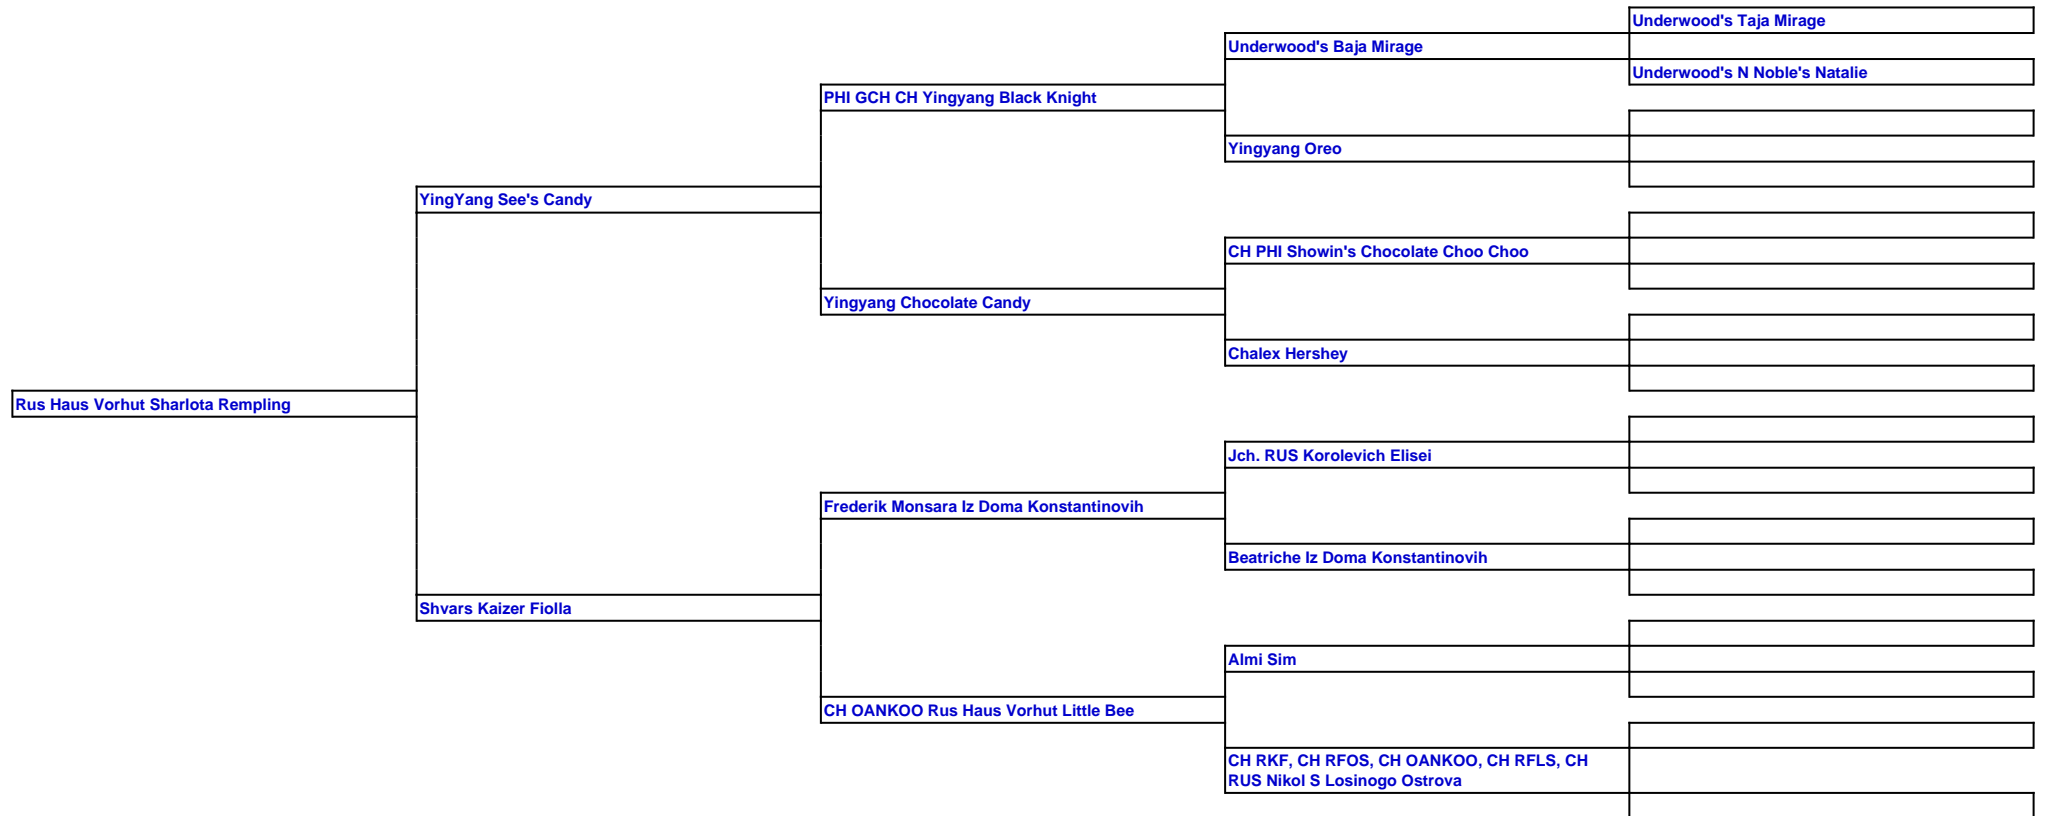 Underwood's Taja Mirage
Underwood's Baja Mirage
Underwood's N Noble's Natalie
PHI GCH CH Yingyang Black Knight
Yingyang Oreo
YingYang See's Candy
CH PHI Showin's Chocolate Choo Choo
Yingyang Chocolate Candy
Chalex Hershey
Rus Haus Vorhut Sharlota Rempling
Jch. RUS Korolevich Elisei
Frederik Monsara Iz Doma Konstantinovih
Beatriche Iz Doma Konstantinovih
Shvars Kaizer Fiolla
Almi Sim
CH OANKOO Rus Haus Vorhut Little Bee
CH RKF, CH RFOS, CH OANKOO, CH RFLS, CH
RUS Nikol S Losinogo Ostrova